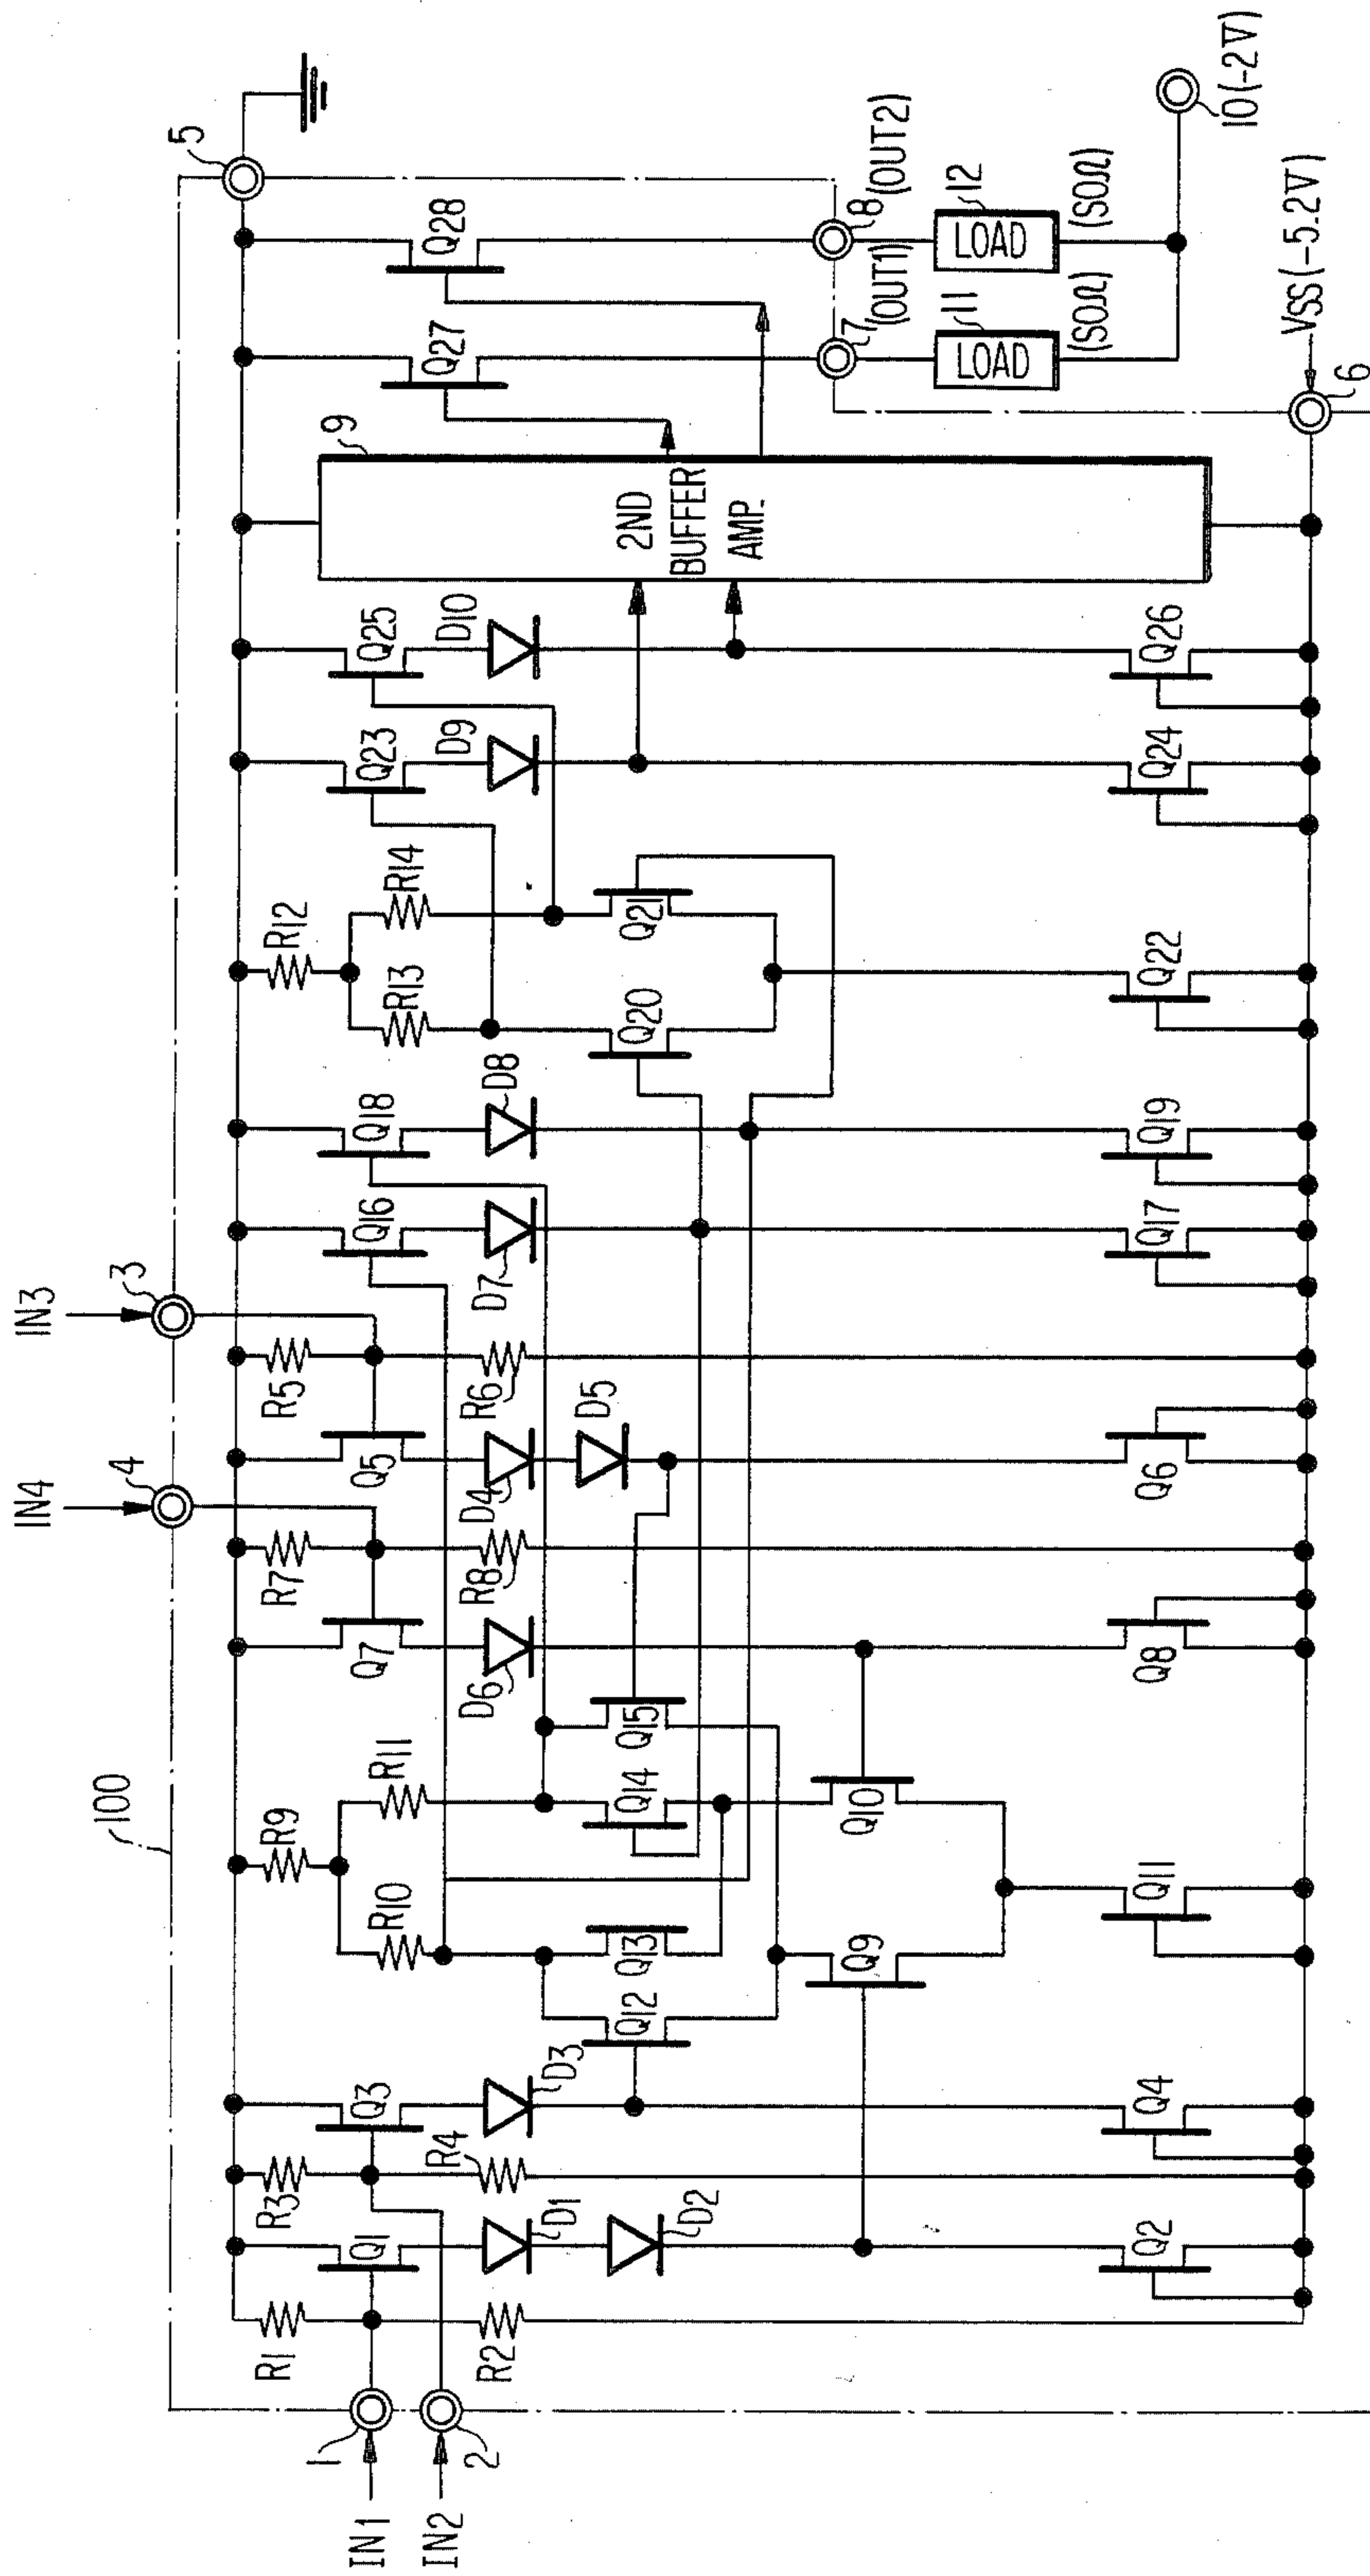 IN4
IN3
100
4
3
5
R1
R3
R9
R7
R5
R12
Q1
Q3
R10
R11
Q7
Q5
Q16
Q18
R13
R14
Q23
Q25
9
Q27
Q28
1
IN1
2
IN2
R2
D1
R4
D3
D2
D6
R8
D4
R6
D5
D7
D8
D9
D10
Q12
Q13
Q14
Q15
Q20
Q21
2ND
BUFFER
AMP.
7
(OUT1)
8
(OUT2)
Q9
Q10
11
LOAD
(SOΩ)
12
LOAD
(SOΩ)
10(-2V)
Q2
Q4
Q11
Q8
Q6
Q17
Q19
Q22
Q24
Q26
6
VSS(-5.2V)